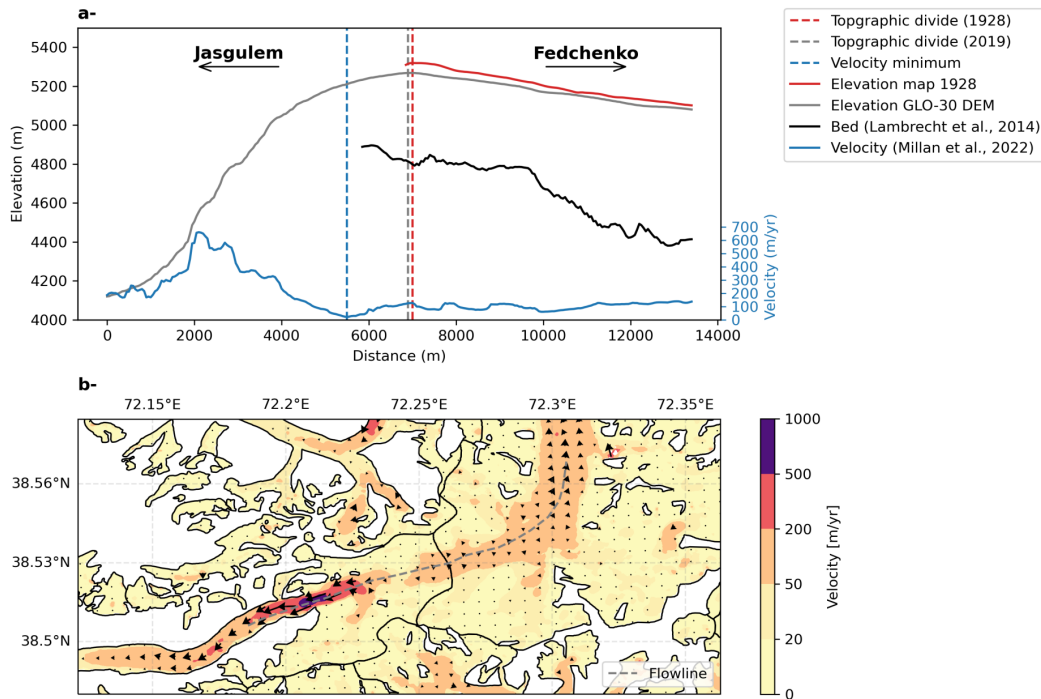 a-
Jasgulem
Fedchenko
5400
5200
5000
4800
4600
4400
4200
4000
Elevation (m)
700
600
500
400
300
200
100
0
Velocity (m/yr)
0 2000 4000 6000 8000 10000 12000 14000
Distance (m)
Topgraphic divide (1928)
Topgraphic divide (2019)
Velocity minimum
Elevation map 1928
Elevation GLO-30 DEM
Bed (Lambrecht et al., 2014)
Velocity (Millan et al., 2022)
b-
72.15°E 72.2°E 72.25°E 72.3°E 72.35°E
38.56°N
38.53°N
38.5°N
Flowline
1000
500
200
50
20
0
Velocity [m/yr]